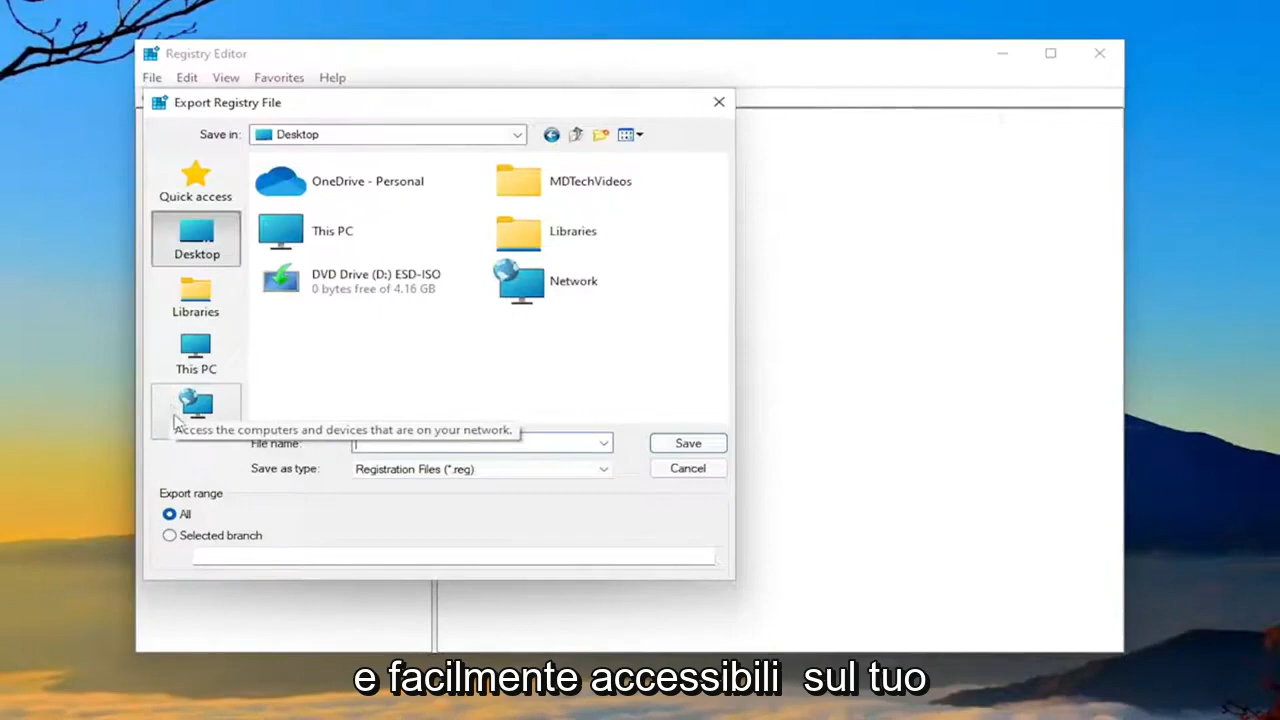 Registry Editor
File Edit View Favorites Help
Export Registry File
Save in: Desktop
Quick access
Desktop
Libraries
This PC
OneDrive - Personal
MDTechVideos
This PC
Libraries
DVD Drive (D:) ESD-ISO
0 bytes free of 4.16 GB
Network
Access the computers and devices that are on your network.
File name:
Save
Save as type: Registration Files (*.reg)
Cancel
Export range
All
Selected branch
e facilmente accessibili sul tuo